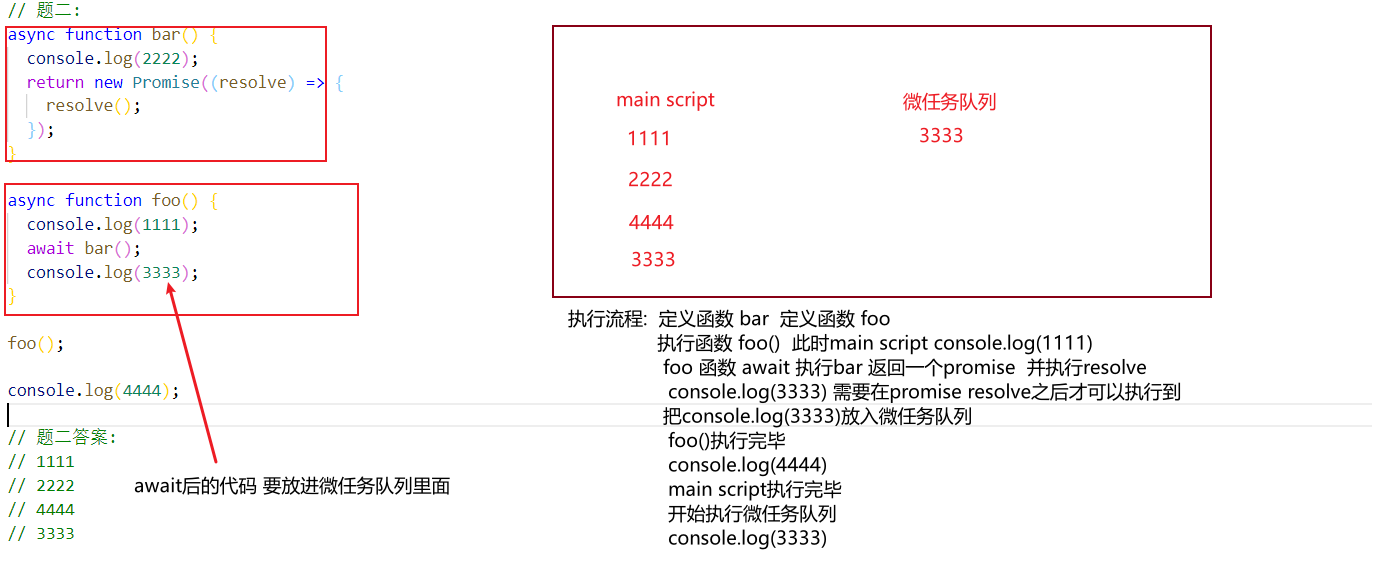 // 题二:
async function bar() {
  console.log(2222);
  return new Promise((resolve) => {
    resolve();
  });
}
async function foo() {
  console.log(1111);
  await bar();
  console.log(3333);
}
foo();
console.log(4444);
// 题二答案:
// 1111
// 2222
// 4444
// 3333
await后的代码 要放进微任务队列里面
main script
1111
2222
4444
3333
微任务队列
3333
执行流程: 定义函数 bar 定义函数 foo
执行函数 foo() 此时main script console.log(1111)
foo 函数 await 执行bar 返回一个promise 并执行resolve
console.log(3333) 需要在promise resolve之后才可以执行到
把console.log(3333)放入微任务队列
foo()执行完毕
console.log(4444)
main script执行完毕
开始执行微任务队列
console.log(3333)